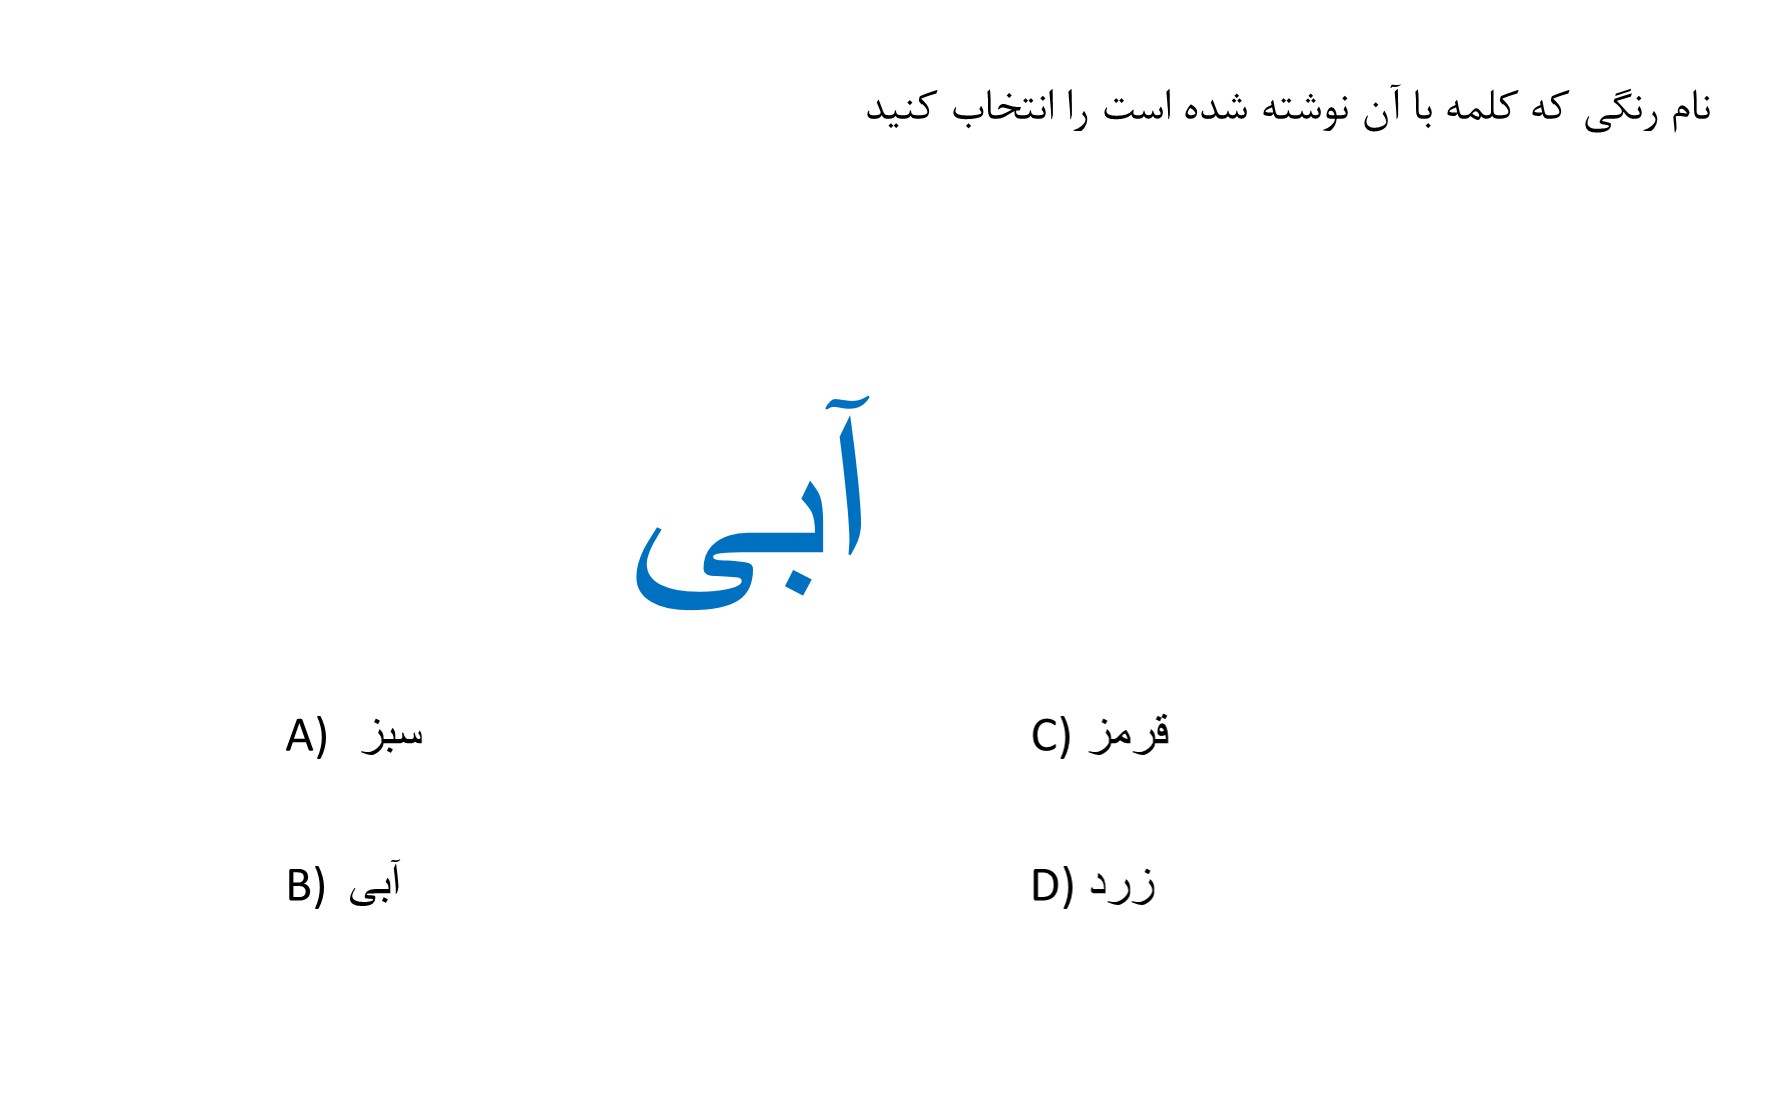 نام رنگی که کلمه با آن نوشته شده است را انتخاب کنید
آبی
A) سبز
C) قرمز
B) آبی
D) زرد